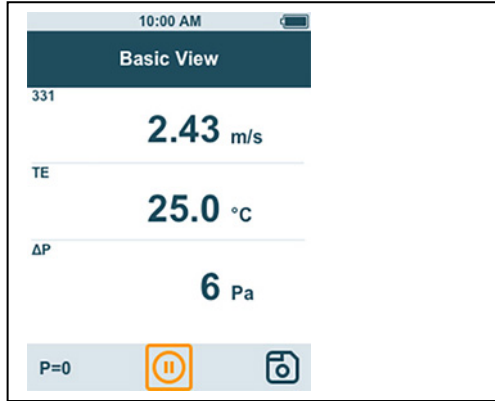 10:00 AM
Basic View
331
2.43 m/s
TE
25.0 °C
ΔP
6 Pa
P=0